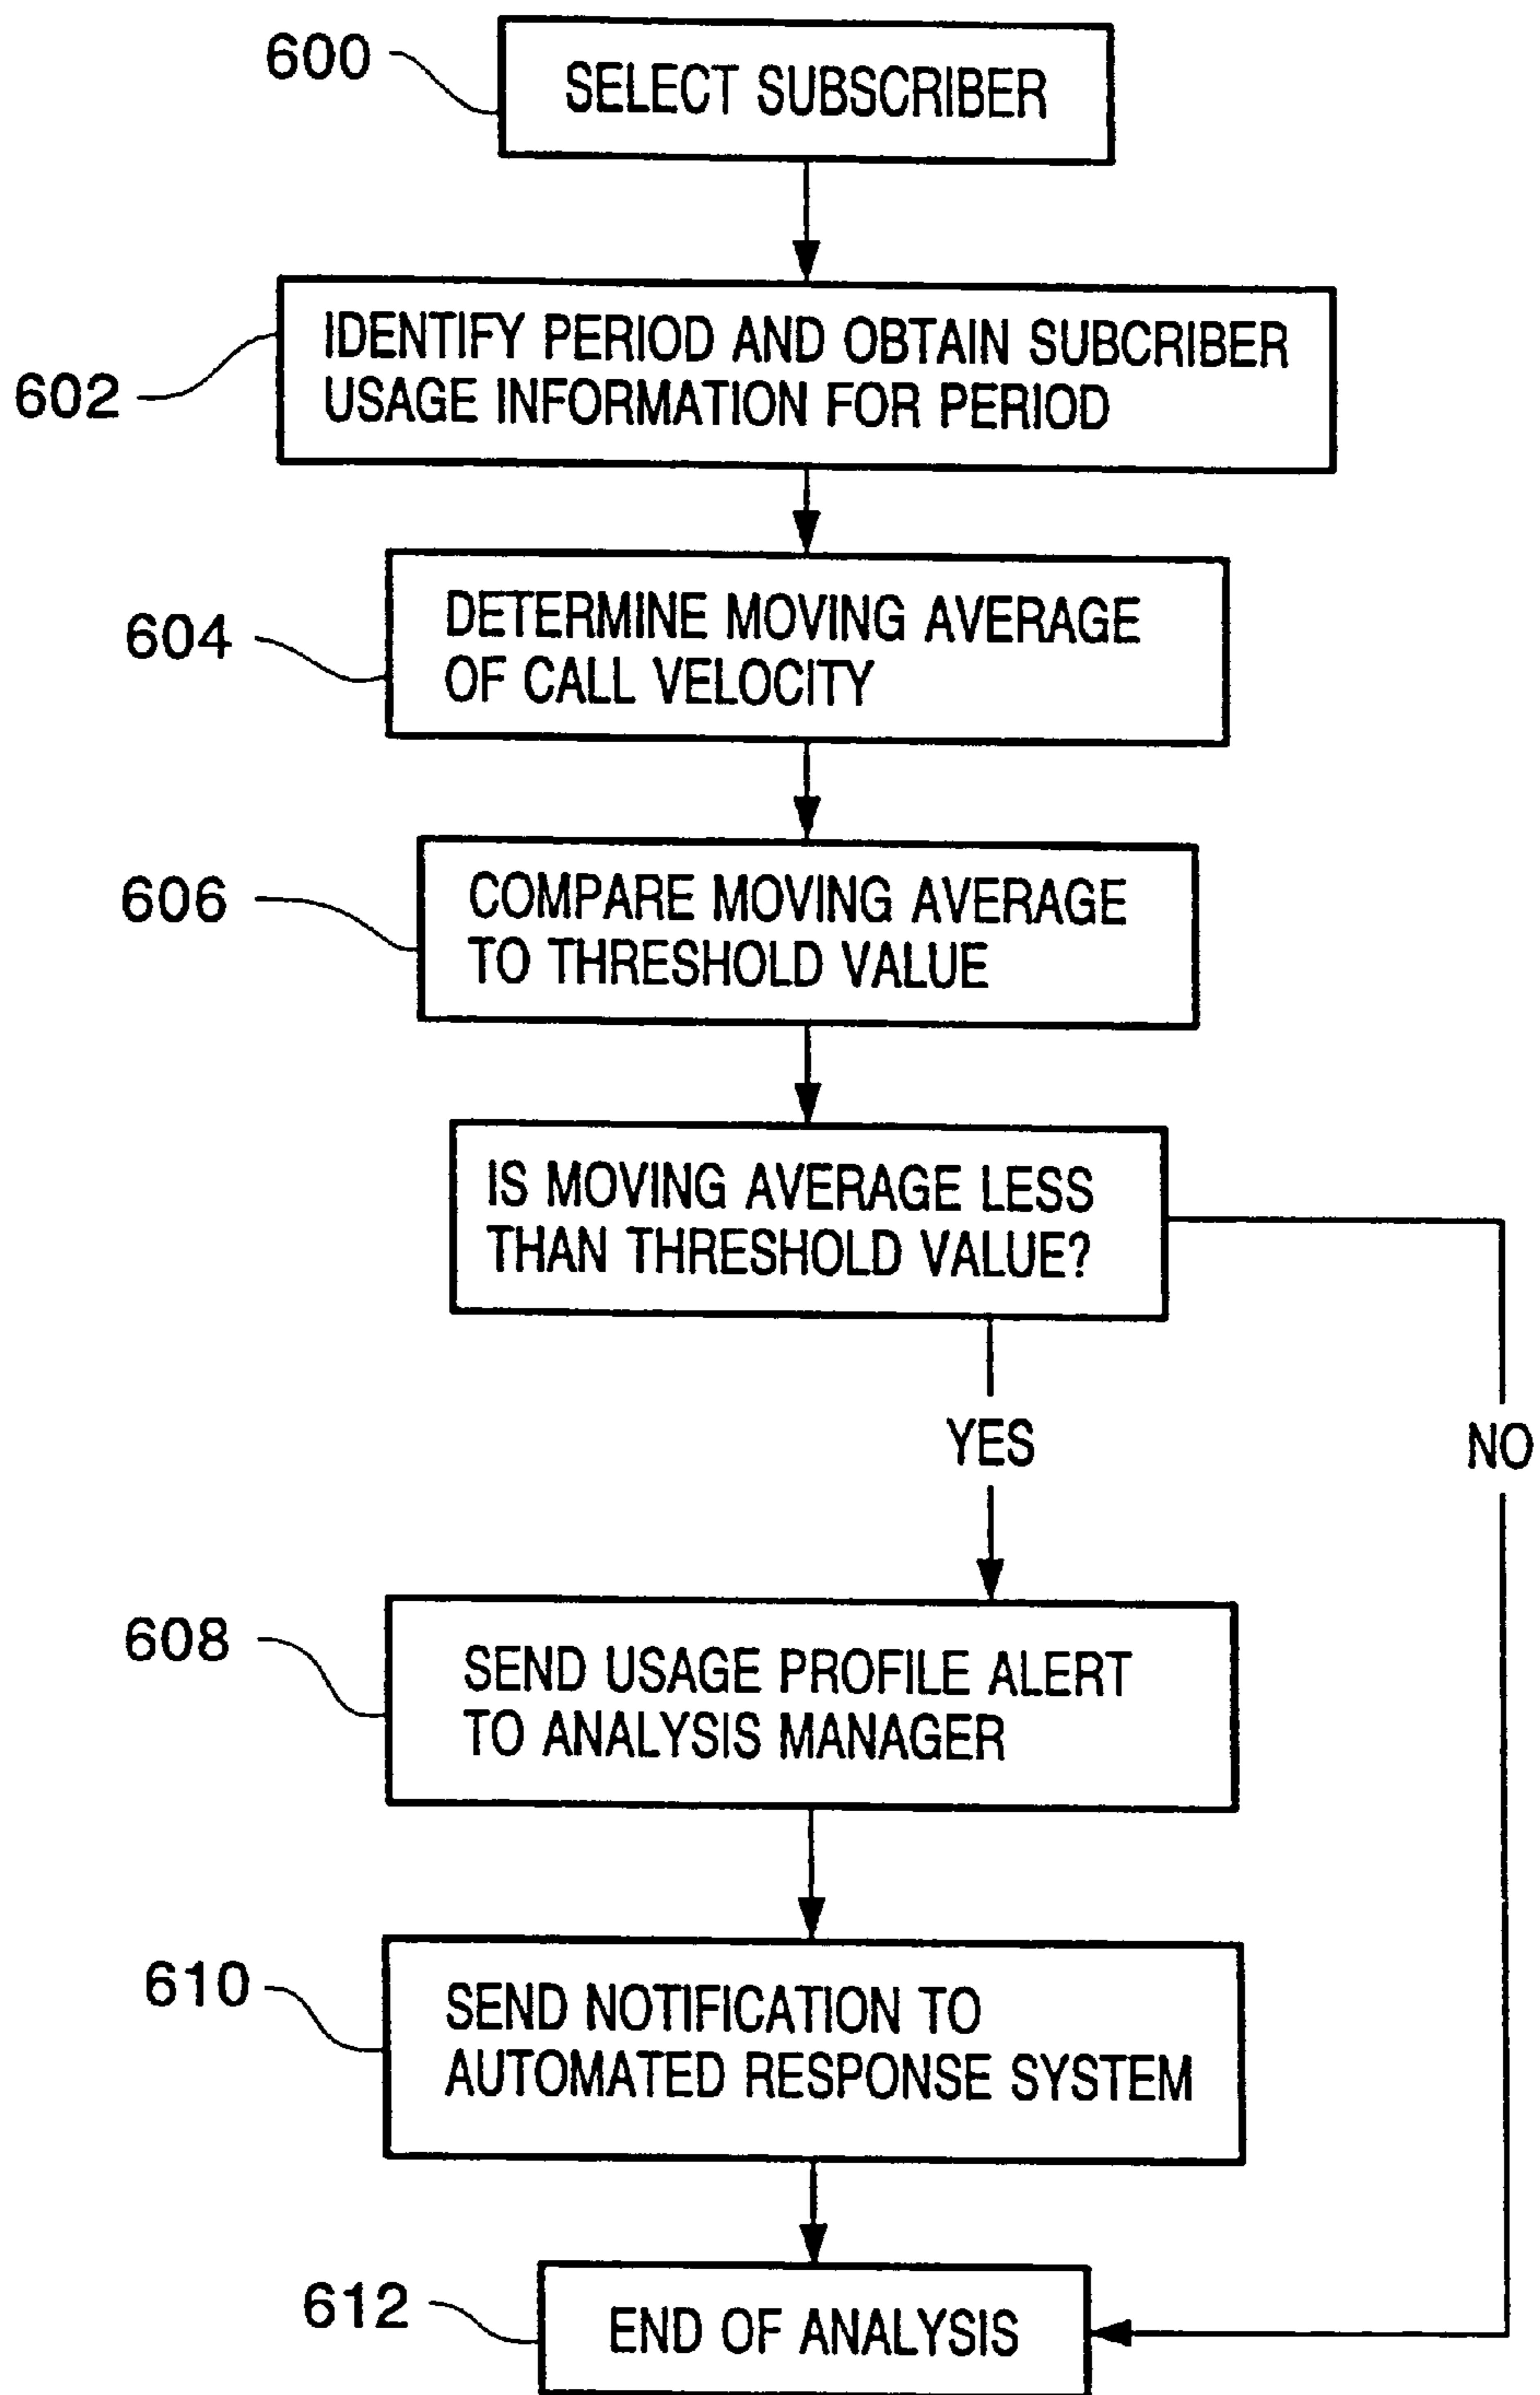 600
SELECT SUBSCRIBER
602
IDENTIFY PERIOD AND OBTAIN SUBCRIBER
USAGE INFORMATION FOR PERIOD
604
DETERMINE MOVING AVERAGE
OF CALL VELOCITY
606
COMPARE MOVING AVERAGE
TO THRESHOLD VALUE
IS MOVING AVERAGE LESS
THAN THRESHOLD VALUE?
YES
NO
608
SEND USAGE PROFILE ALERT
TO ANALYSIS MANAGER
610
SEND NOTIFICATION TO
AUTOMATED RESPONSE SYSTEM
612
END OF ANALYSIS